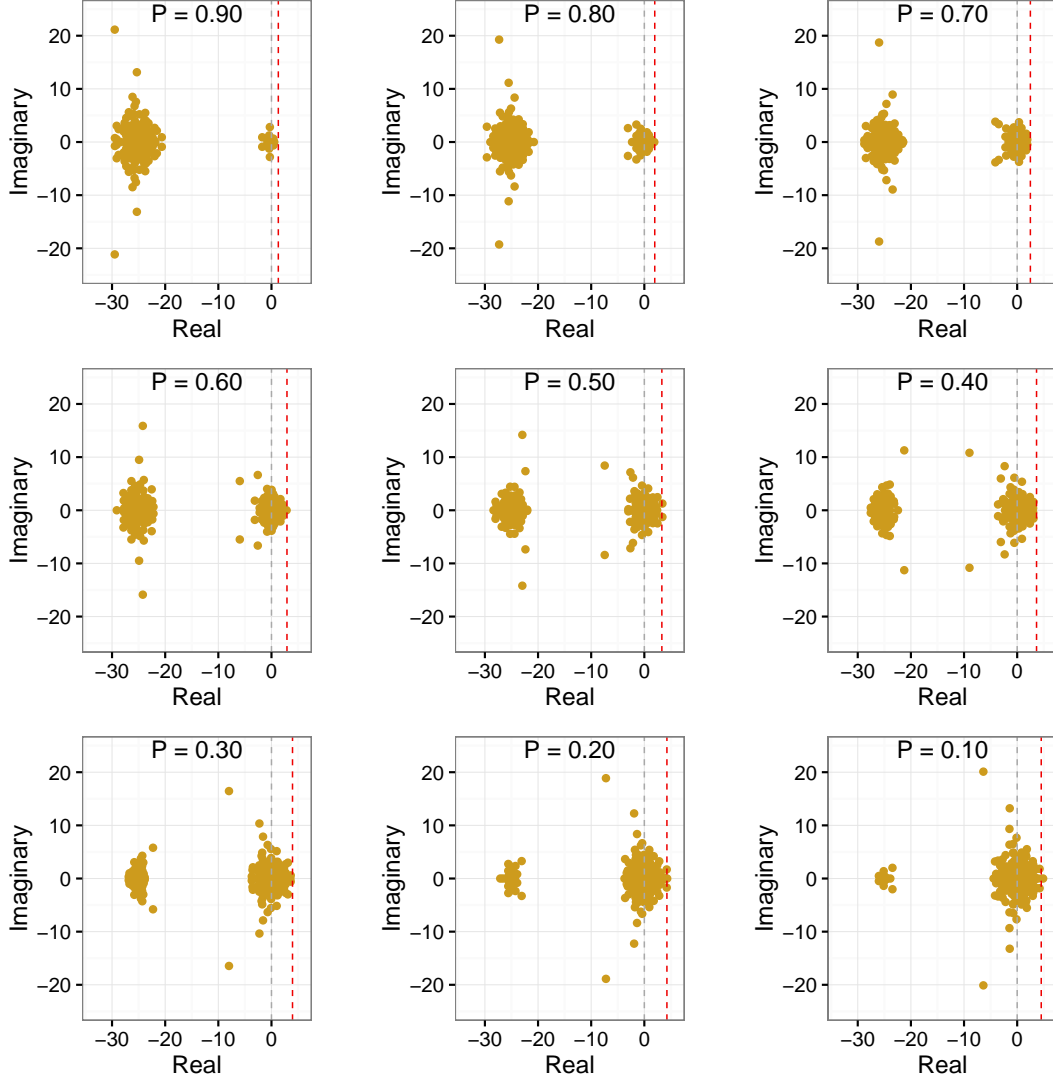 P = 0.90
Imaginary
20
10
0
−10
−20
−30 −20 −10 0
Real
P = 0.80
Imaginary
20
10
0
−10
−20
−30 −20 −10 0
Real
P = 0.70
Imaginary
20
10
0
−10
−20
−30 −20 −10 0
Real
P = 0.60
Imaginary
20
10
0
−10
−20
−30 −20 −10 0
Real
P = 0.50
Imaginary
20
10
0
−10
−20
−30 −20 −10 0
Real
P = 0.40
Imaginary
20
10
0
−10
−20
−30 −20 −10 0
Real
P = 0.30
Imaginary
20
10
0
−10
−20
−30 −20 −10 0
Real
P = 0.20
Imaginary
20
10
0
−10
−20
−30 −20 −10 0
Real
P = 0.10
Imaginary
20
10
0
−10
−20
−30 −20 −10 0
Real